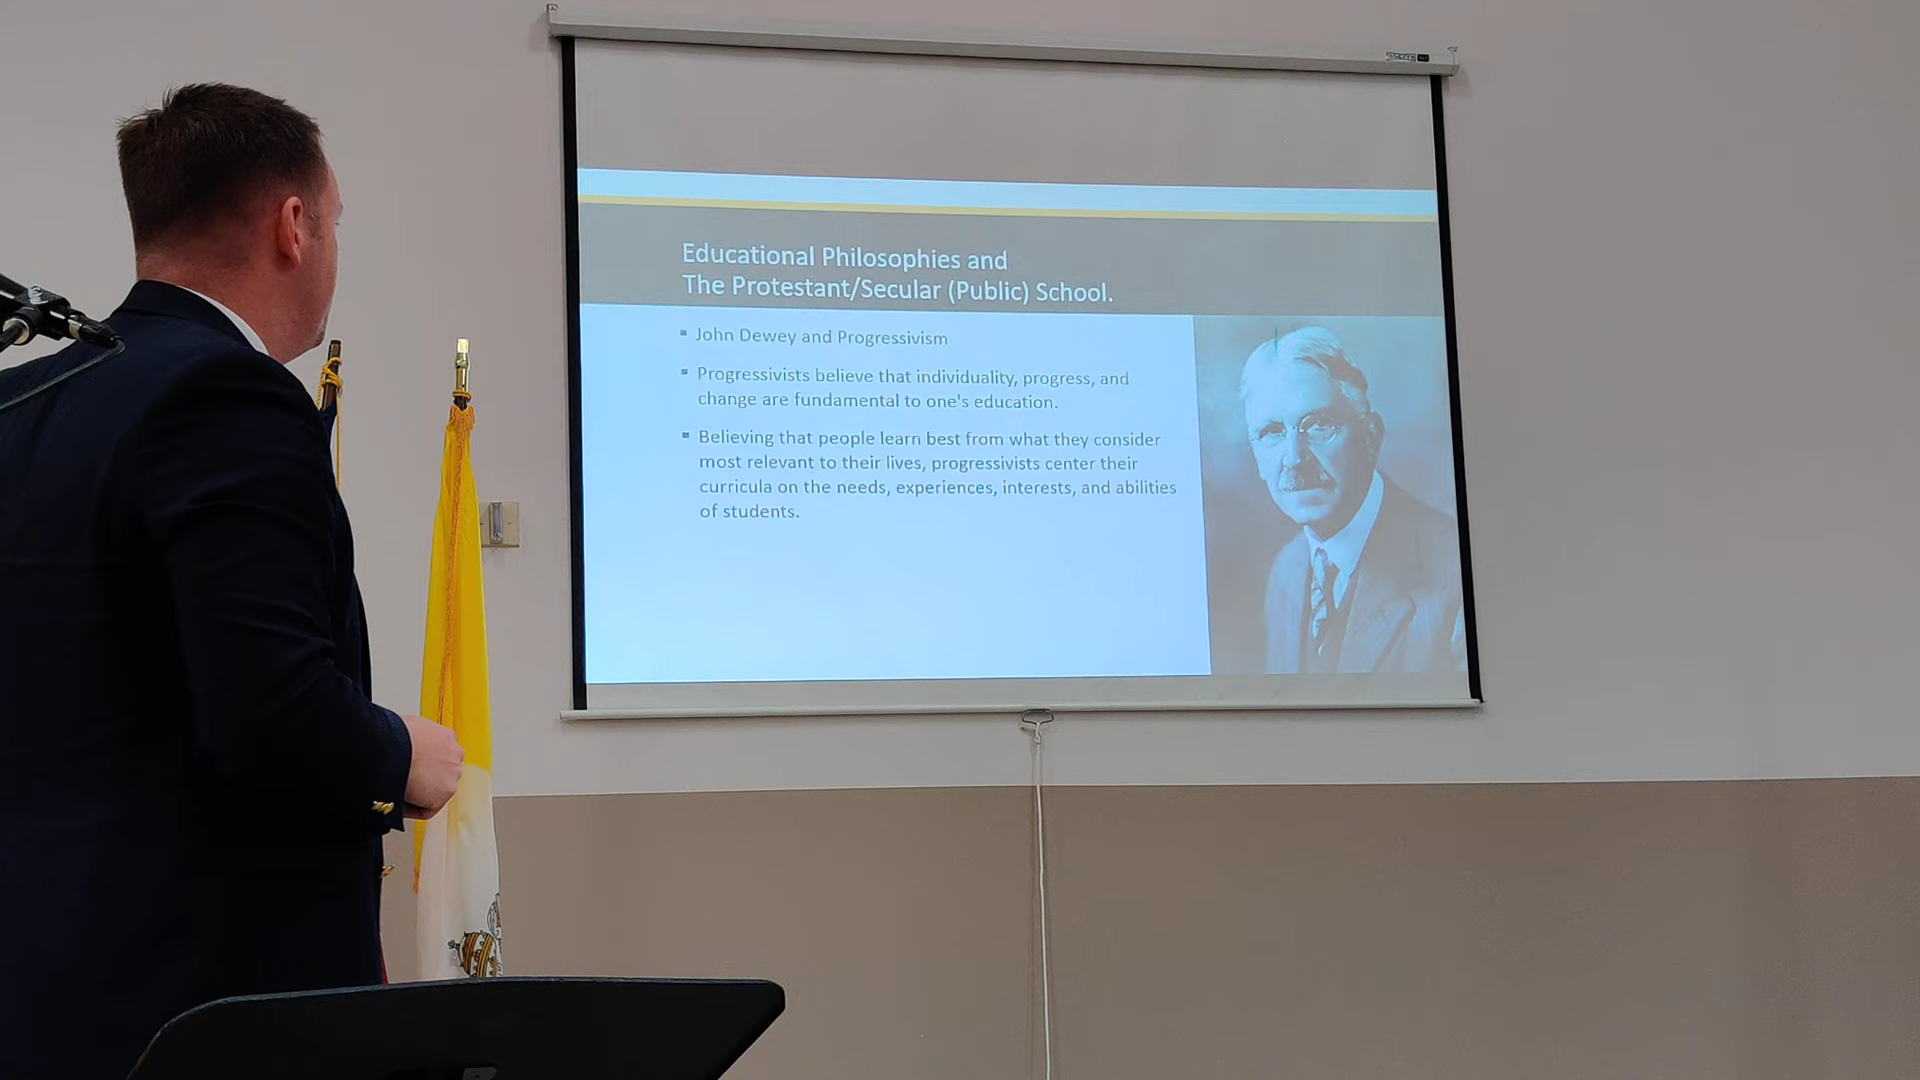 Educational Philosophies and
The Protestant/Secular (Public) School.
▪ John Dewey and Progressivism
▪ Progressivists believe that individuality, progress, and
change are fundamental to one's education.
▪ Believing that people learn best from what they consider
most relevant to their lives, progressivists center their
curricula on the needs, experiences, interests, and abilities
of students.